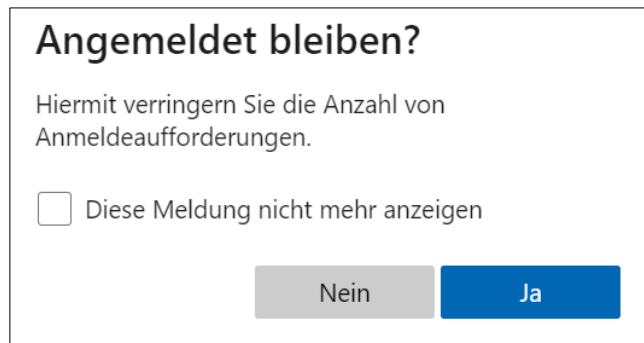 Angemeldet bleiben?
Hiermit verringern Sie die Anzahl von
Anmeldeaufforderungen.
Diese Meldung nicht mehr anzeigen
Nein
Ja